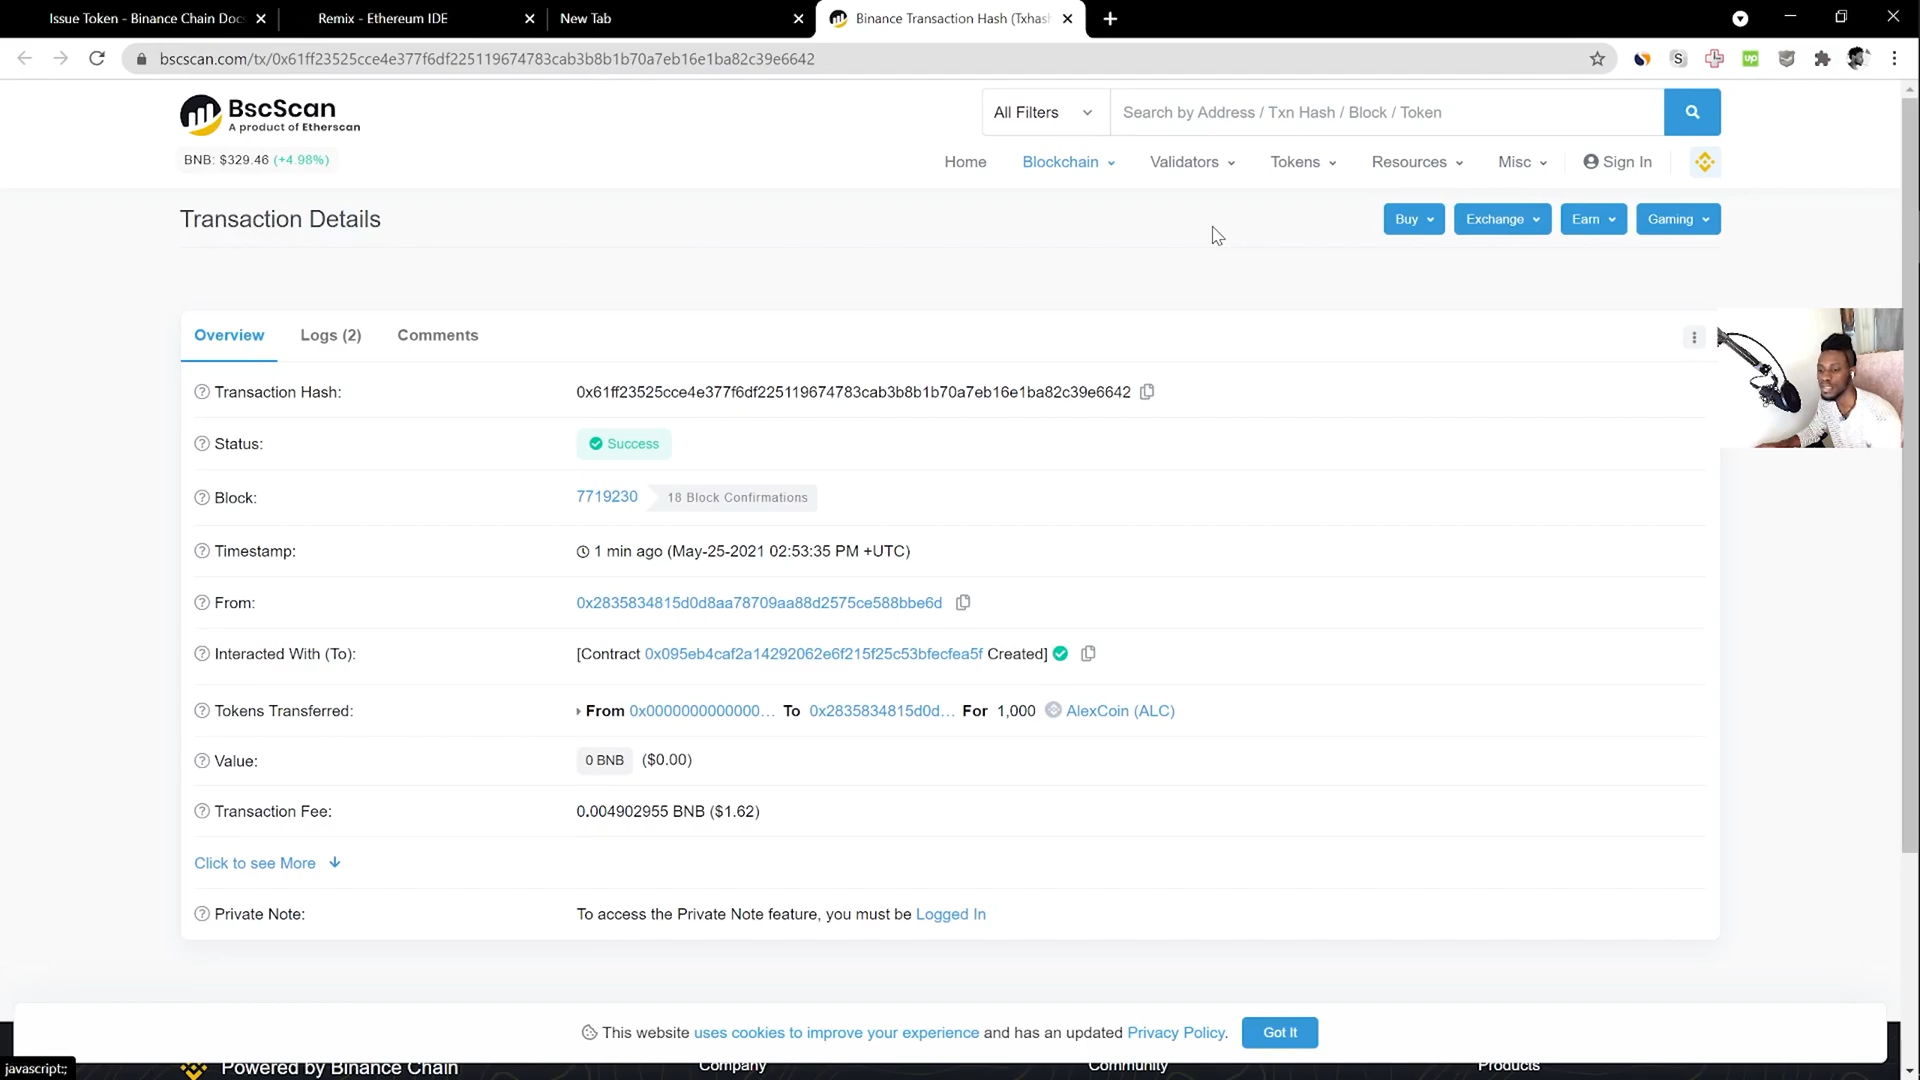 Issue Token - Binance Chain Doc
Remix - Ethereum IDE
New Tab
Binance Transaction Hash (Txhash
bscscan.com/tx/0x61ff23525cce4e377f6df225119674783cab3b8b1b70a7eb16e1ba82c39e6642
S
up
BscScan
A product of Etherscan
All Filters
Search by Address / Txn Hash / Block / Token
BNB: $329.46 (+4.98%)
Home
Blockchain
Validators
Tokens
Resources
Misc
Sign In
Transaction Details
Buy
Exchange
Earn
Gaming
Overview
Logs (2)
Comments
Transaction Hash:
0x61ff23525cce4e377f6df225119674783cab3b8b1b70a7eb16e1ba82c39e6642
Status:
Success
Block:
7719230
18 Block Confirmations
Timestamp:
1 min ago (May-25-2021 02:53:35 PM +UTC)
From:
0x2835834815d0d8aa78709aa88d2575ce588bbe6d
Interacted With (To):
[Contract 0x095eb4caf2a14292062e6f215f25c53bfecfea5f Created]
Tokens Transferred:
From 0x0000000000000... To 0x2835834815d0d... For 1,000 AlexCoin (ALC)
Value:
0 BNB ($0.00)
Transaction Fee:
0.004902955 BNB ($1.62)
Click to see More
Private Note:
To access the Private Note feature, you must be Logged In
This website uses cookies to improve your experience and has an updated Privacy Policy.
Got It
javascript:;
Powered by Binance Chain
Company
Community
Products